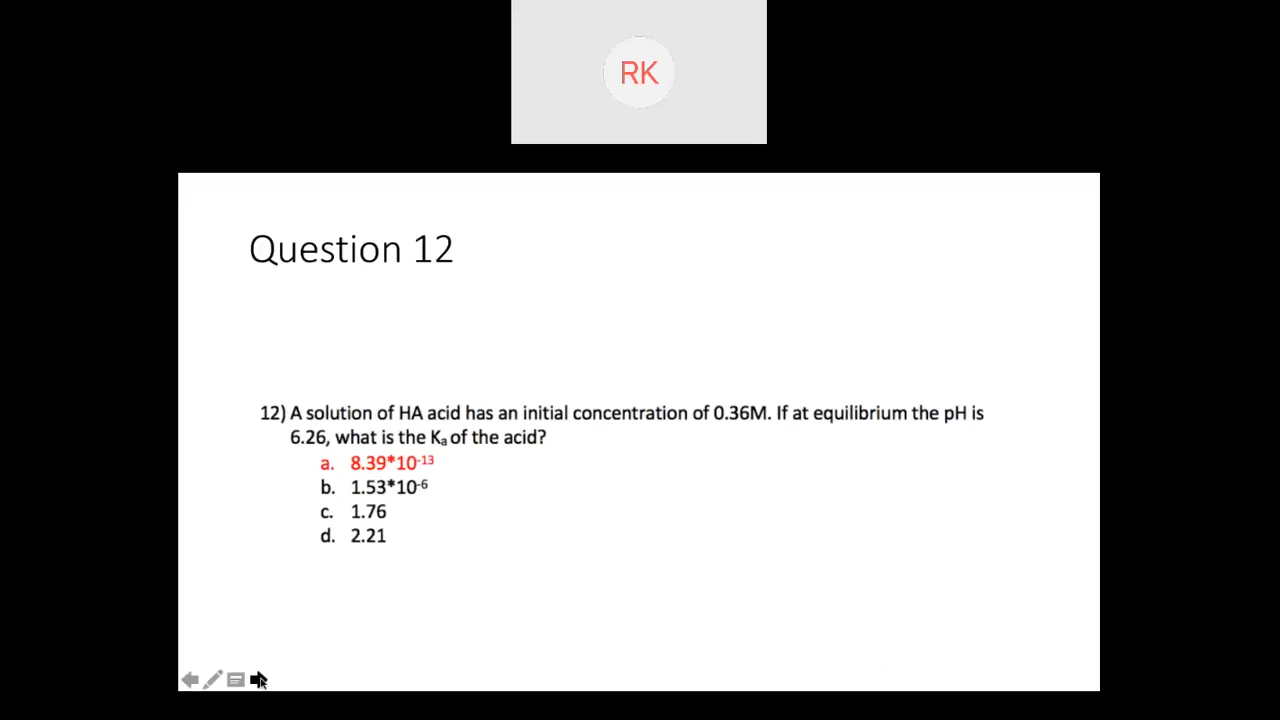 RK
Question 12
12) A solution of HA acid has an initial concentration of 0.36M. If at equilibrium the pH is
6.26, what is the Kₐ of the acid?
a. 8.39*10⁻¹³
b. 1.53*10⁻⁶
c. 1.76
d. 2.21